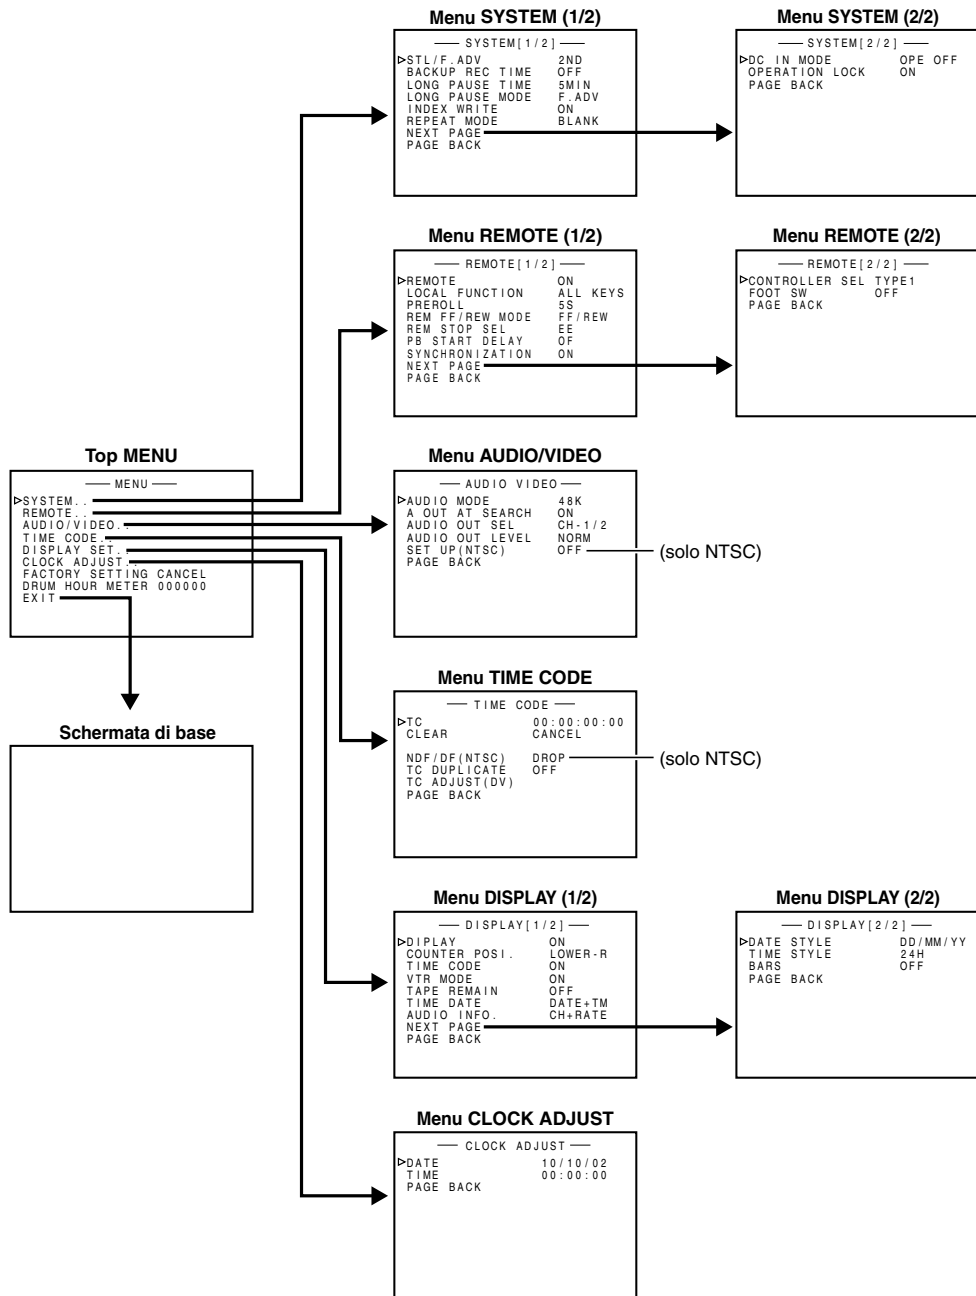 Menu SYSTEM (1/2)
SYSTEM[1/2]
STL/F.ADV 2ND
BACKUP REC TIME OFF
LONG PAUSE TIME 5MIN
LONG PAUSE MODE F.ADV
INDEX WRITE ON
REPEAT MODE BLANK
NEXT PAGE
PAGE BACK
Menu SYSTEM (2/2)
SYSTEM[2/2]
DC IN MODE OPE OFF
OPERATION LOCK ON
PAGE BACK
Menu REMOTE (1/2)
REMOTE[1/2]
REMOTE ON
LOCAL FUNCTION ALL KEYS
PREROLL 5S
REM FF/REW MODE FF/REW
REM STOP SEL EE
PB START DELAY OF
SYNCHRONIZATION ON
NEXT PAGE
PAGE BACK
Menu REMOTE (2/2)
REMOTE[2/2]
CONTROLLER SEL TYPE1
FOOT SW OFF
PAGE BACK
Top MENU
MENU
SYSTEM..
REMOTE..
AUDIO/VIDEO..
TIME CODE..
DISPLAY SET..
CLOCK ADJUST..
FACTORY SETTING CANCEL
DRUM HOUR METER 000000
EXIT
Menu AUDIO/VIDEO
AUDIO VIDEO
AUDIO MODE 48K
A OUT AT SEARCH ON
AUDIO OUT SEL CH-1/2
AUDIO OUT LEVEL NORM
SET UP(NTSC) OFF (solo NTSC)
PAGE BACK
Menu TIME CODE
TIME CODE
TC 00:00:00:00
CLEAR CANCEL
NDF/DF(NTSC) DROP (solo NTSC)
TC DUPLICATE OFF
TC ADJUST(DV)
PAGE BACK
Schermata di base
Menu DISPLAY (1/2)
DISPLAY[1/2]
DIPLAY ON
COUNTER POSI. LOWER-R
TIME CODE ON
VTR MODE ON
TAPE REMAIN OFF
TIME DATE DATE+TM
AUDIO INFO. CH+RATE
NEXT PAGE
PAGE BACK
Menu DISPLAY (2/2)
DISPLAY[2/2]
DATE STYLE DD/MM/YY
TIME STYLE 24H
BARS OFF
PAGE BACK
Menu CLOCK ADJUST
CLOCK ADJUST
DATE 10/10/02
TIME 00:00:00
PAGE BACK